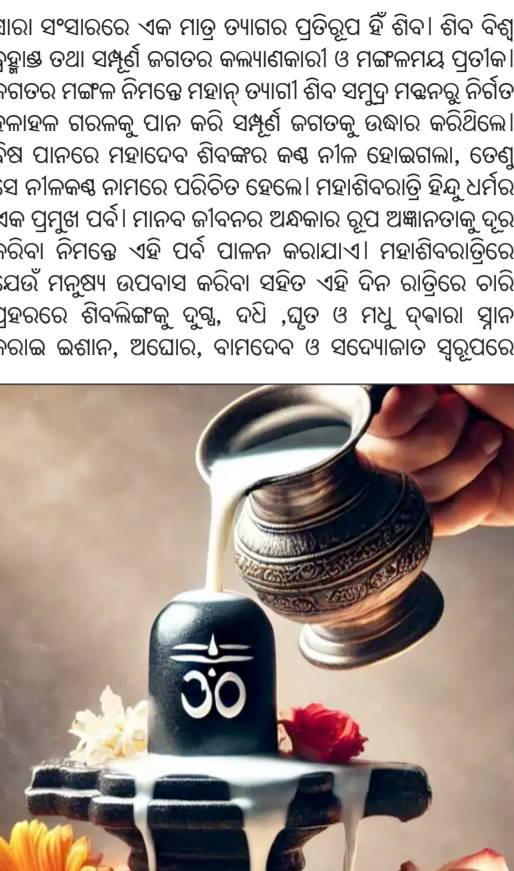 ସାରା ସଂସାରରେ ଏକ ମାତ୍ର ତ୍ୟାଗର ପ୍ରତିରୂପ ହିଁ ଶିବ। ଶିବ ବିଶ୍ୱ
ବ୍ରହ୍ମାଣ୍ଡ ତଥା ସମ୍ପୂର୍ଣ ଜଗତର କଲ୍ୟାଣକାରୀ ଓ ମଙ୍ଗଳମୟ ପ୍ରତୀକ।
ଜଗତର ମଙ୍ଗଳ ନିମନ୍ତେ ମହାନ୍ ତ୍ୟାଗୀ ଶିବ ସମୁଦ୍ର ମନ୍ଥନରୁ ନିର୍ଗତ
ହଳାହଳ ଗରଳକୁ ପାନ କରି ସମ୍ପୂର୍ଣ ଜଗତକୁ ଉଦ୍ଧାର କରିଥିଲେ।
ବିଷ ପାନରେ ମହାଦେବ ଶିବଙ୍କର କଣ୍ଠ ନୀଳ ହୋଇଗଲା, ତେଣୁ
ସେ ନୀଳକଣ୍ଠ ନାମରେ ପରିଚିତ ହେଲେ। ମହାଶିବରାତ୍ରି ହିନ୍ଦୁ ଧର୍ମର
ଏକ ପ୍ରମୁଖ ପର୍ବ। ମାନବ ଜୀବନର ଅନ୍ଧକାର ରୂପ ଅଜ୍ଞାନତାକୁ ଦୂର
କରିବା ନିମନ୍ତେ ଏହି ପର୍ବ ପାଳନ କରାଯାଏ। ମହାଶିବରାତ୍ରିରେ
ଯେଉଁ ମନୁଷ୍ୟ ଉପବାସ କରିବା ସହିତ ଏହି ଦିନ ରାତ୍ରିରେ ଚାରି
ପ୍ରହରରେ ଶିବଲିଙ୍ଗକୁ ଦୁଗ୍ଧ, ଦଧି ,ଘୃତ ଓ ମଧୁ ଦ୍ଵାରା ସ୍ନାନ
କରାଇ ଇଶାନ, ଅଘୋର, ବାମଦେବ ଓ ସଦ୍ୟୋଜାତ ସ୍ୱରୂପରେ